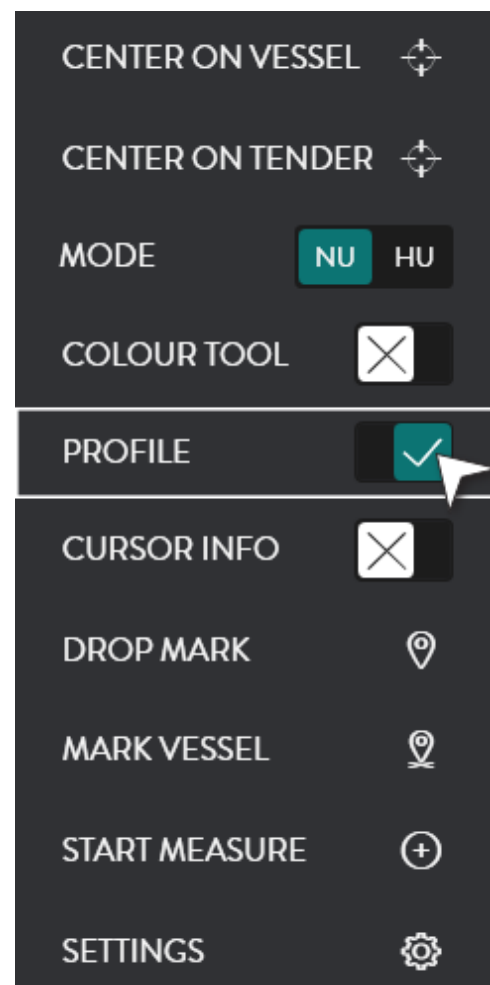 CENTER ON VESSEL
CENTER ON TENDER
MODE NU HU
COLOUR TOOL
PROFILE
CURSOR INFO
DROP MARK
MARK VESSEL
START MEASURE
SETTINGS